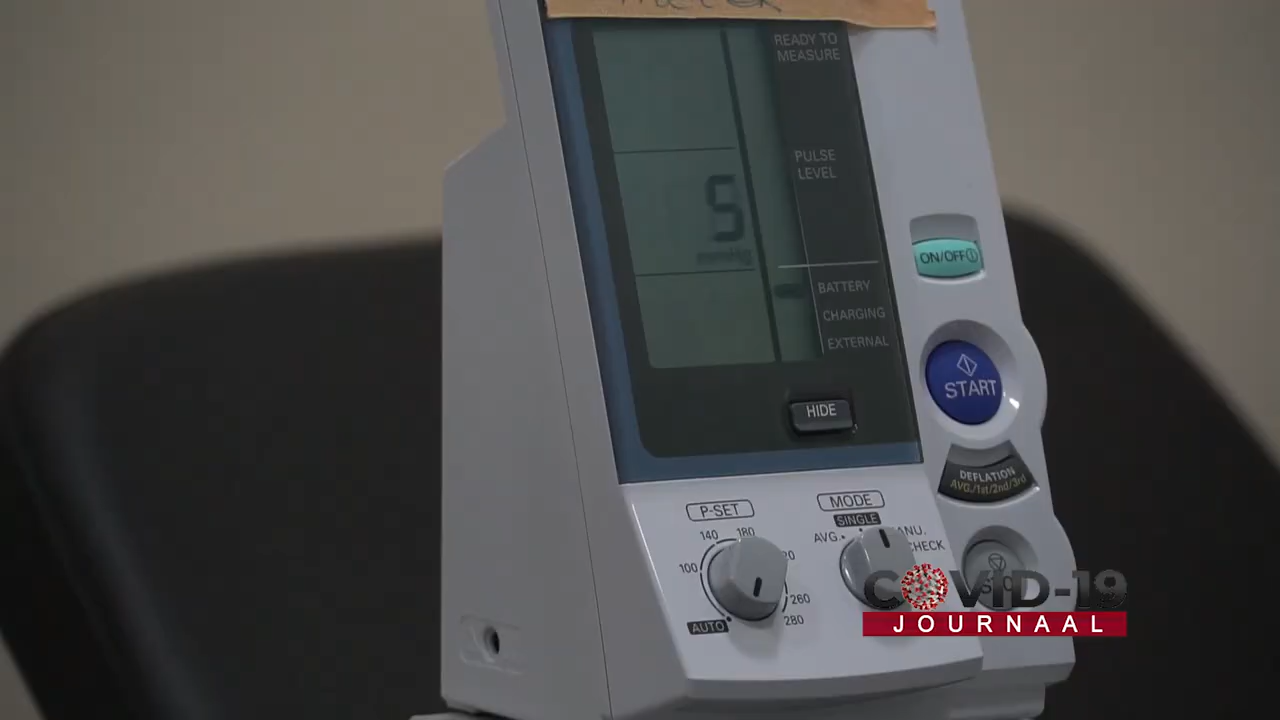 READY TO
MEASURE
PULSE
LEVEL
5
mmHg
BATTERY
CHARGING
EXTERNAL
HIDE
ON/OFF
START
DEFLATION
AVG./1st/2nd/3rd
P-SET
140 180
100
260
280
AUTO
MODE
SINGLE
AVG.
CHECK
COVID-19
JOURNAAL